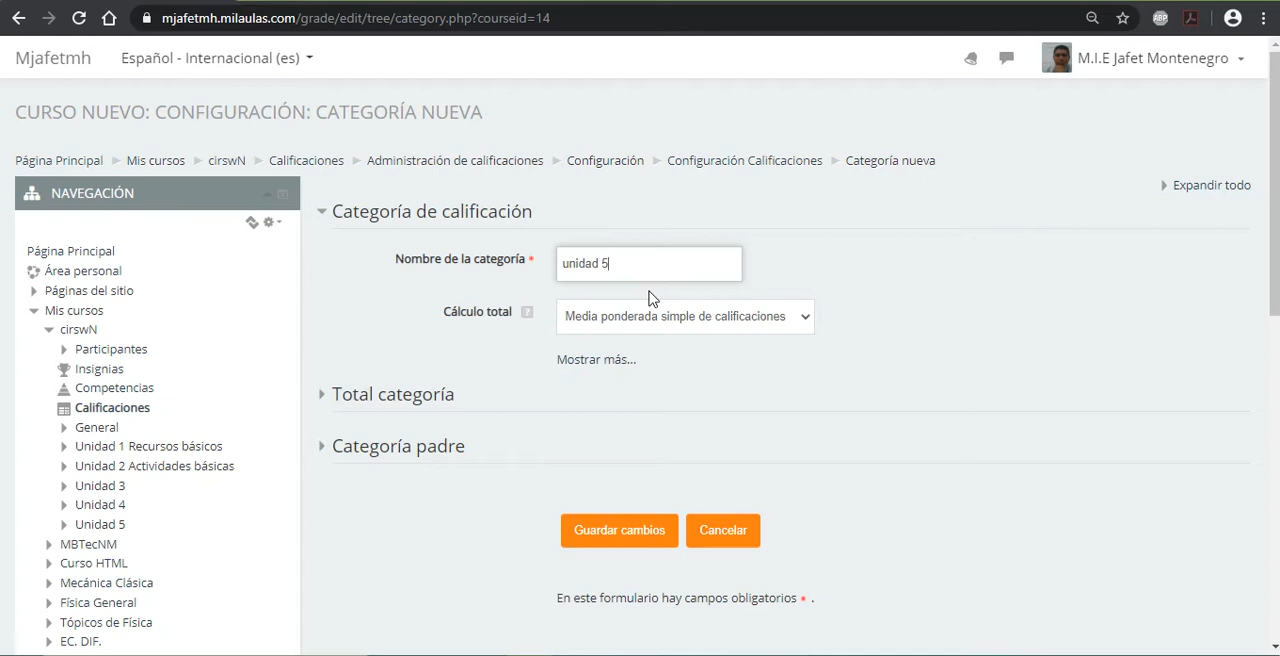 mjafetmh.milaulas.com/grade/edit/tree/category.php?courseid=14
ABP
Mjafetmh
Español - Internacional (es)
M.I.E Jafet Montenegro
CURSO NUEVO: CONFIGURACIÓN: CATEGORÍA NUEVA
Página Principal Mis cursos cirswN Calificaciones Administración de calificaciones Configuración Configuración Calificaciones Categoría nueva
NAVEGACIÓN
Página Principal
Área personal
Páginas del sitio
Mis cursos
cirswN
Participantes
Insignias
Competencias
Calificaciones
General
Unidad 1 Recursos básicos
Unidad 2 Actividades básicas
Unidad 3
Unidad 4
Unidad 5
MBTecNM
Curso HTML
Mecánica Clásica
Física General
Tópicos de Física
EC. DIF.
Expandir todo
Categoría de calificación
Nombre de la categoría *
unidad 5
Cálculo total ?
Media ponderada simple de calificaciones
Mostrar más...
Total categoría
Categoría padre
Guardar cambios
Cancelar
En este formulario hay campos obligatorios * .